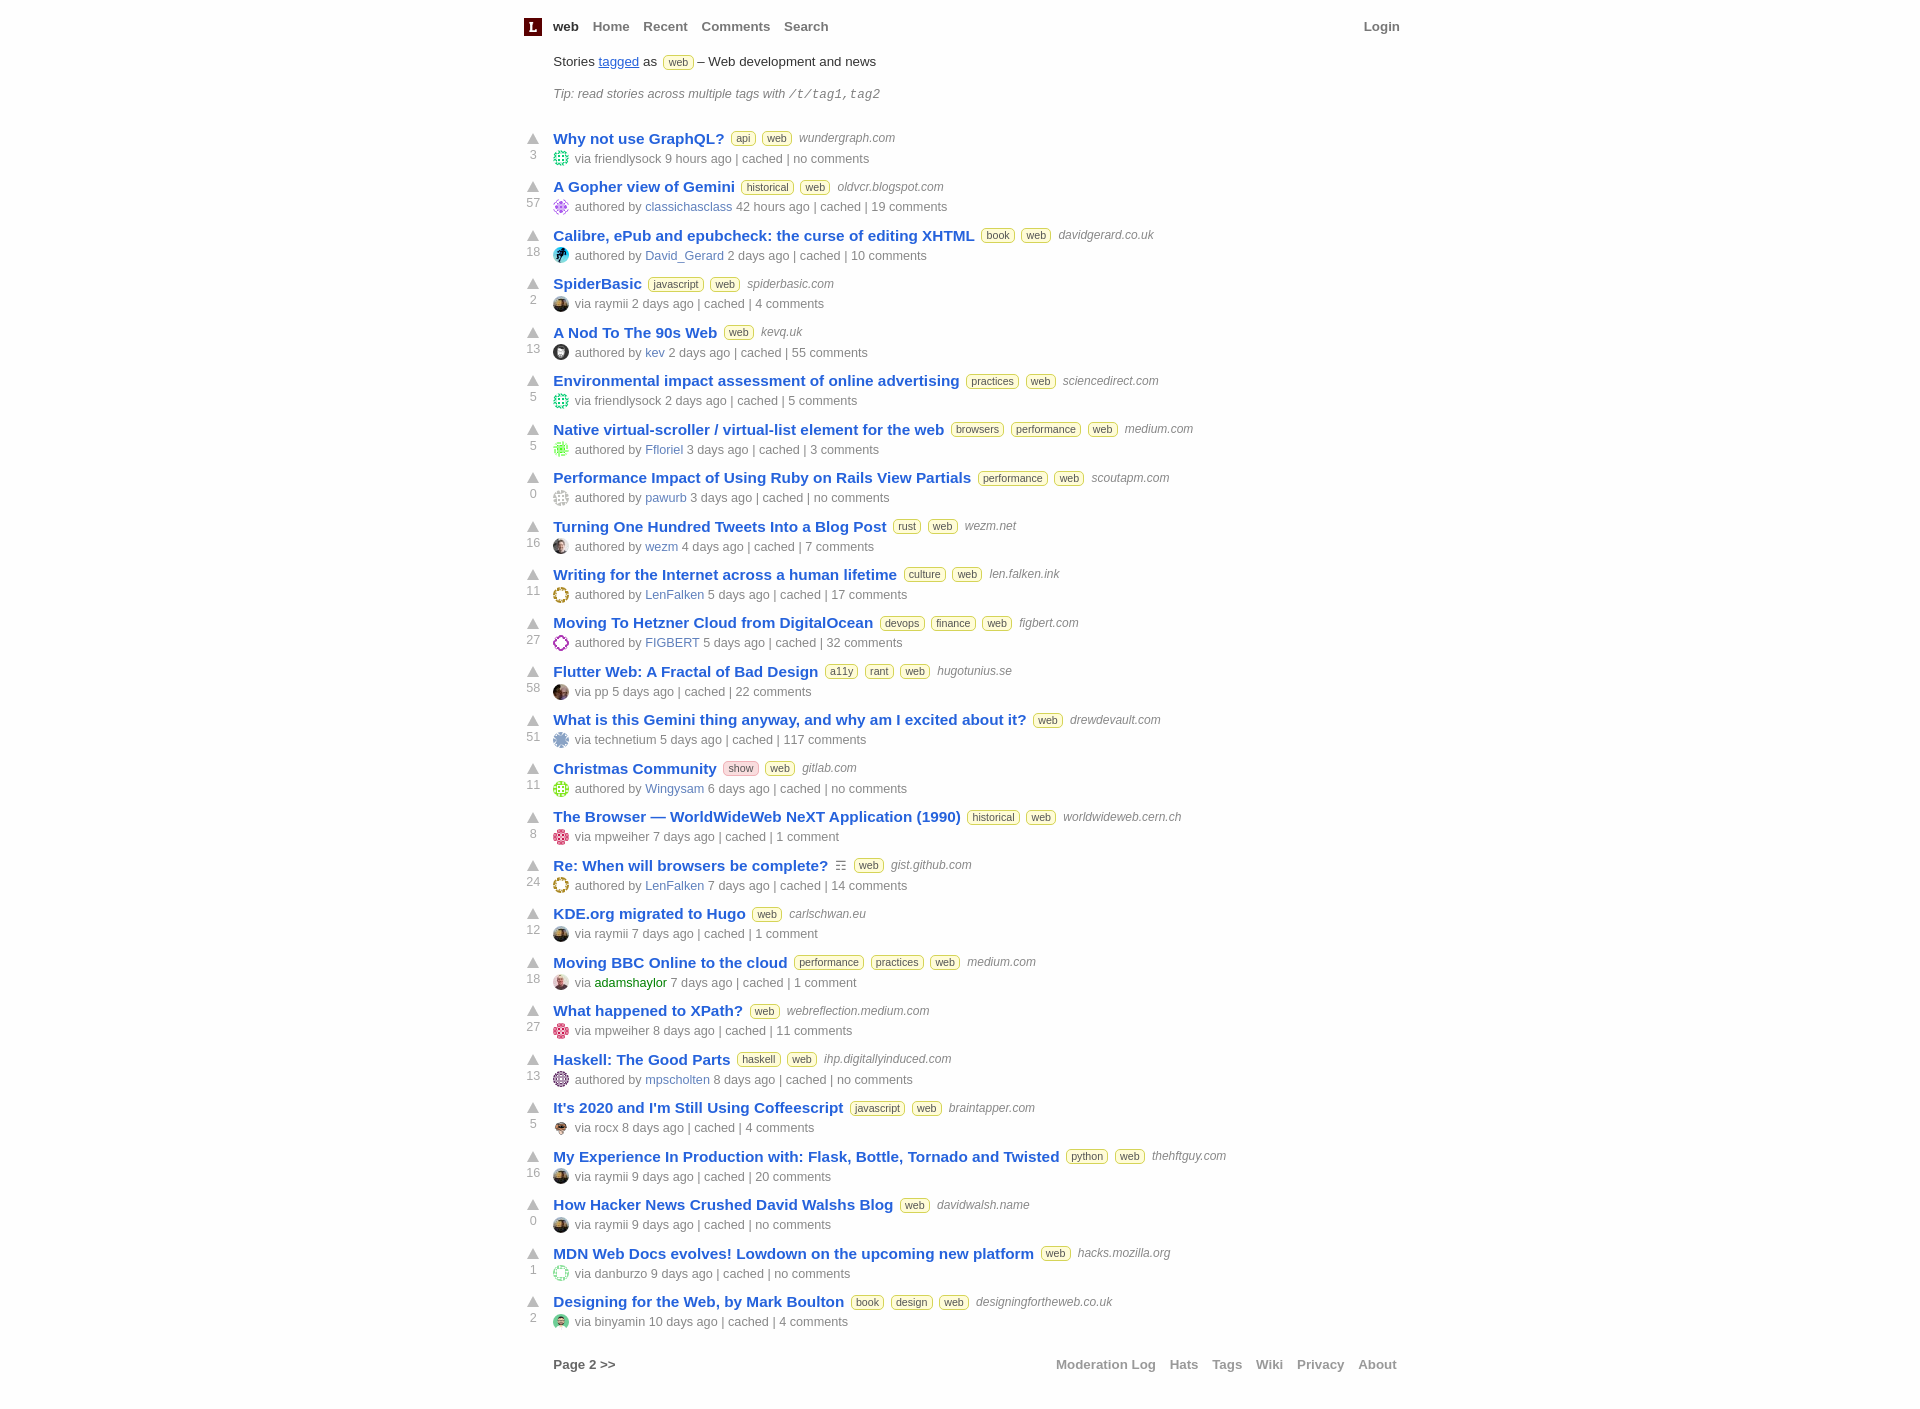 L web Home Recent Comments Search Login
Stories tagged as web – Web development and news
Tip: read stories across multiple tags with /t/tag1,tag2
Why not use GraphQL? api web wundergraph.com
3 via friendlysock 9 hours ago | cached | no comments
A Gopher view of Gemini historical web oldvcr.blogspot.com
57 authored by classichasclass 42 hours ago | cached | 19 comments
Calibre, ePub and epubcheck: the curse of editing XHTML book web davidgerard.co.uk
18 authored by David_Gerard 2 days ago | cached | 10 comments
SpiderBasic javascript web spiderbasic.com
2 via raymii 2 days ago | cached | 4 comments
A Nod To The 90s Web web kevq.uk
13 authored by kev 2 days ago | cached | 55 comments
Environmental impact assessment of online advertising practices web sciencedirect.com
5 via friendlysock 2 days ago | cached | 5 comments
Native virtual-scroller / virtual-list element for the web browsers performance web medium.com
5 authored by Ffloriel 3 days ago | cached | 3 comments
Performance Impact of Using Ruby on Rails View Partials performance web scoutapm.com
0 authored by pawurb 3 days ago | cached | no comments
Turning One Hundred Tweets Into a Blog Post rust web wezm.net
16 authored by wezm 4 days ago | cached | 7 comments
Writing for the Internet across a human lifetime culture web len.falken.ink
11 authored by LenFalken 5 days ago | cached | 17 comments
Moving To Hetzner Cloud from DigitalOcean devops finance web figbert.com
27 authored by FIGBERT 5 days ago | cached | 32 comments
Flutter Web: A Fractal of Bad Design a11y rant web hugotunius.se
58 via pp 5 days ago | cached | 22 comments
What is this Gemini thing anyway, and why am I excited about it? web drewdevault.com
51 via technetium 5 days ago | cached | 117 comments
Christmas Community show web gitlab.com
11 authored by Wingysam 6 days ago | cached | no comments
The Browser — WorldWideWeb NeXT Application (1990) historical web worldwideweb.cern.ch
8 via mpweiher 7 days ago | cached | 1 comment
Re: When will browsers be complete? ☶ web gist.github.com
24 authored by LenFalken 7 days ago | cached | 14 comments
KDE.org migrated to Hugo web carlschwan.eu
12 via raymii 7 days ago | cached | 1 comment
Moving BBC Online to the cloud performance practices web medium.com
18 via adamshaylor 7 days ago | cached | 1 comment
What happened to XPath? web webreflection.medium.com
27 via mpweiher 8 days ago | cached | 11 comments
Haskell: The Good Parts haskell web ihp.digitallyinduced.com
13 authored by mpscholten 8 days ago | cached | no comments
It's 2020 and I'm Still Using Coffeescript javascript web braintapper.com
5 via rocx 8 days ago | cached | 4 comments
My Experience In Production with: Flask, Bottle, Tornado and Twisted python web thehftguy.com
16 via raymii 9 days ago | cached | 20 comments
How Hacker News Crushed David Walshs Blog web davidwalsh.name
0 via raymii 9 days ago | cached | no comments
MDN Web Docs evolves! Lowdown on the upcoming new platform web hacks.mozilla.org
1 via danburzo 9 days ago | cached | no comments
Designing for the Web, by Mark Boulton book design web designingfortheweb.co.uk
2 via binyamin 10 days ago | cached | 4 comments
Page 2 >> Moderation Log Hats Tags Wiki Privacy About